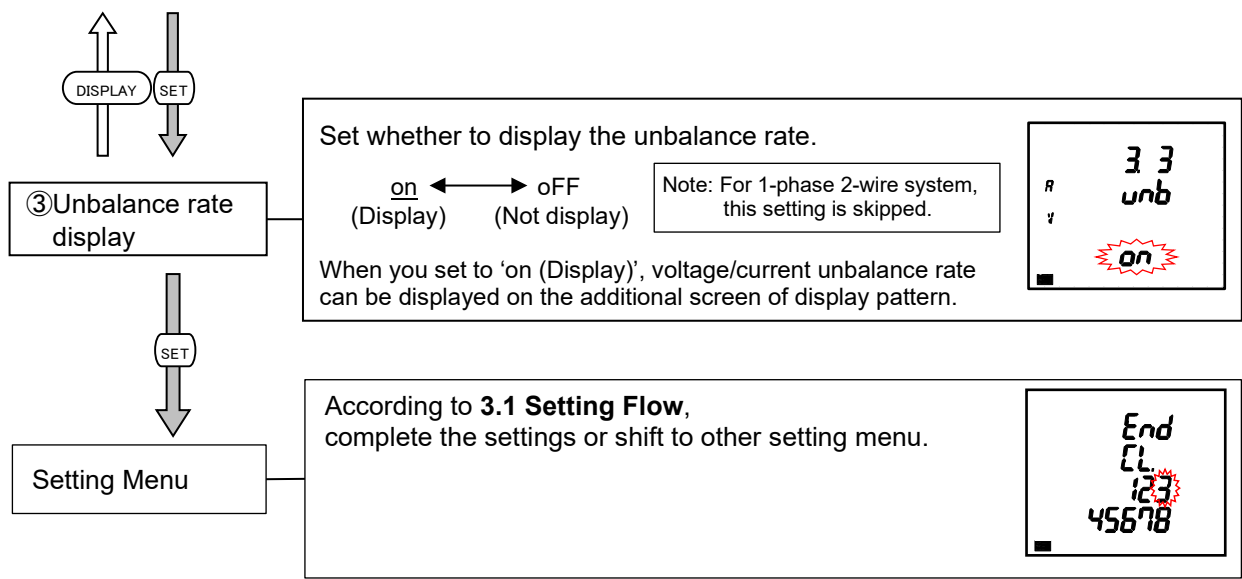 DISPLAY SET
Set whether to display the unbalance rate.
on oFF
(Display) (Not display)
Note: For 1-phase 2-wire system,
this setting is skipped.
When you set to ‘on (Display)’, voltage/current unbalance rate
can be displayed on the additional screen of display pattern.
③Unbalance rate
display
3. 3
A unb
V
on
SET
According to 3.1 Setting Flow,
complete the settings or shift to other setting menu.
Setting Menu
End
CL.
123
45678